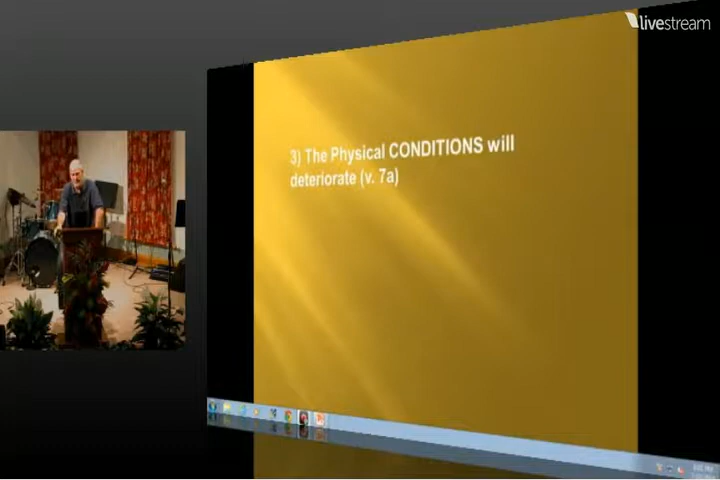 livestream
3) The Physical CONDITIONS will
deteriorate (v. 7a)